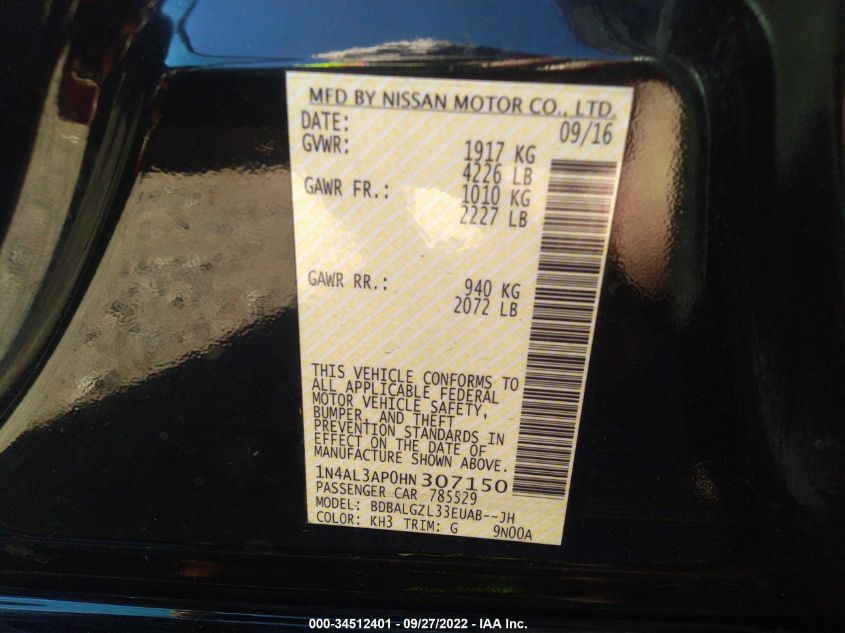 MFD BY NISSAN MOTOR CO., LTD.
DATE: 09/16
GVWR: 1917 KG
4226 LB
GAWR FR.: 1010 KG
2227 LB
GAWR RR.: 940 KG
2072 LB
THIS VEHICLE CONFORMS TO
ALL APPLICABLE FEDERAL
MOTOR VEHICLE SAFETY,
BUMPER, AND THEFT
PREVENTION STANDARDS IN
EFFECT ON THE DATE OF
MANUFACTURE SHOWN ABOVE.
1N4AL3AP0HN307150
PASSENGER CAR 785529
MODEL: BDBALGZL33EUAB--JH
COLOR: KH3 TRIM: G 9N00A
000-34512401 - 09/27/2022 - IAA Inc.